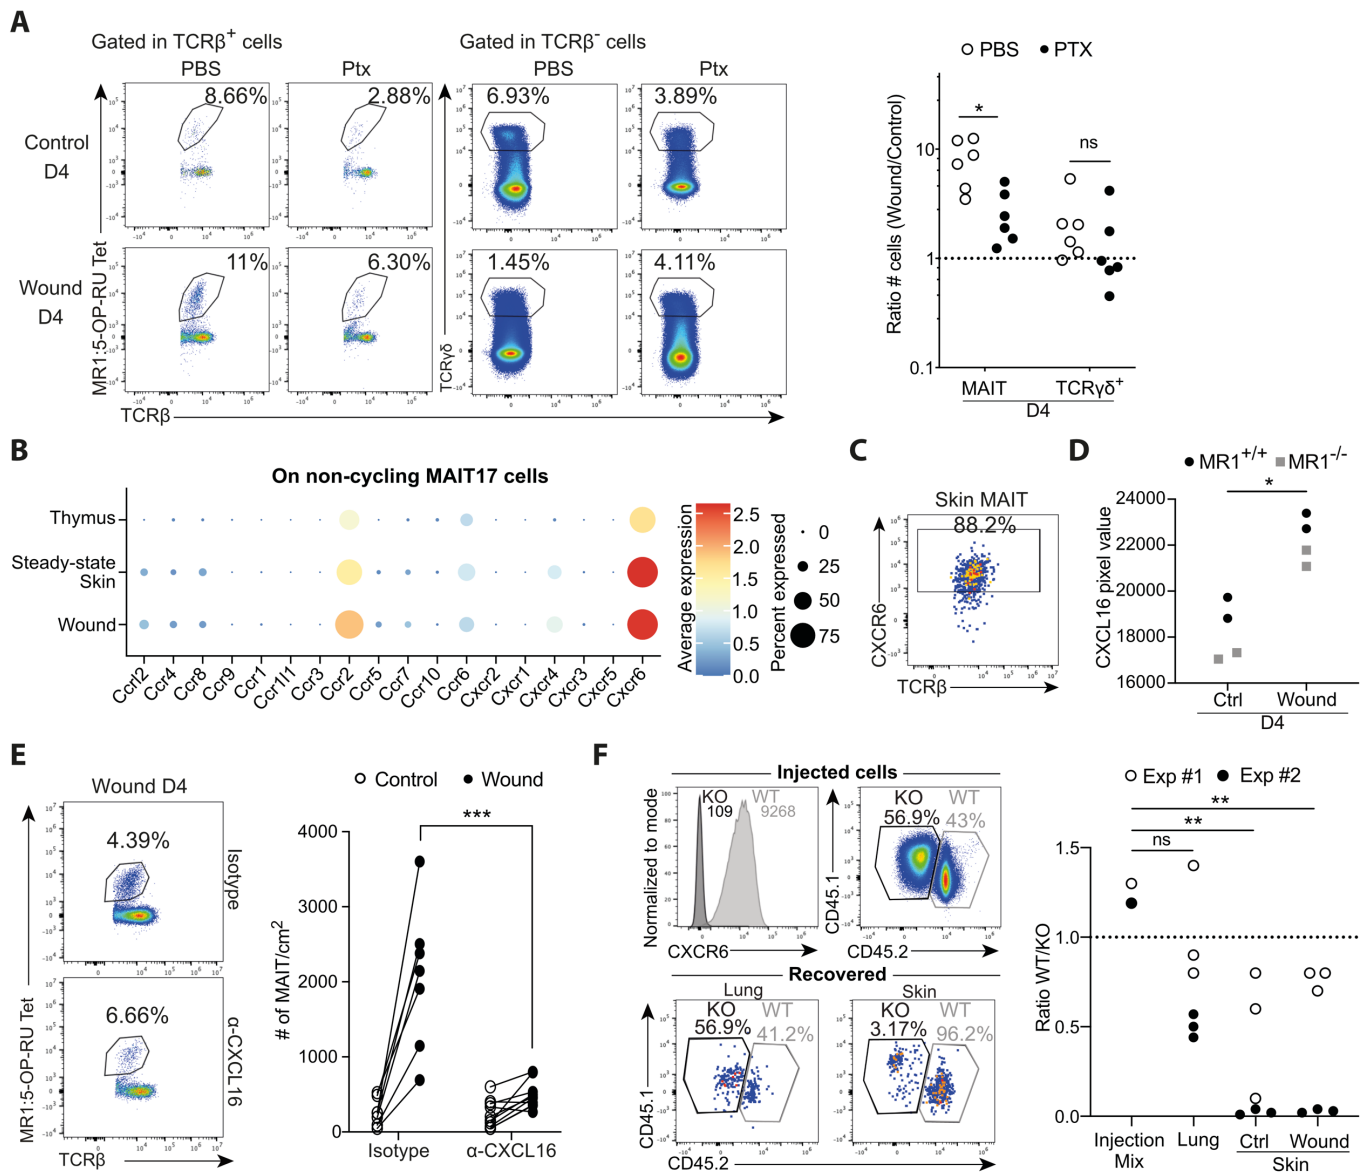 A
Gated in TCRβ+ cells
Gated in TCRβ- cells
PBS
Ptx
PBS
Ptx
PBS
PTX
Control
D4
8.66%
2.88%
6.93%
3.89%
Wound
D4
11%
6.30%
1.45%
4.11%
MR1:5-OP-RU Tet
TCRγδ
TCRβ
Ratio # cells (Wound/Control)
10
1
0.1
*
ns
MAIT
TCRγδ+
D4
B
On non-cycling MAIT17 cells
Thymus
Steady-state
Skin
Wound
Ccrl2
Ccr4
Ccr8
Ccr9
Ccr1
Ccr1l1
Ccr3
Ccr2
Ccr5
Ccr7
Ccr10
Ccr6
Cxcr2
Cxcr1
Cxcr4
Cxcr3
Cxcr5
Cxcr6
Average expression
2.5
2.0
1.5
1.0
0.5
0.0
Percent expressed
0
25
50
75
C
Skin MAIT
88.2%
CXCR6
TCRβ
D
MR1+/+
MR1-/-
*
CXCL16 pixel value
24000
22000
20000
18000
16000
Ctrl
Wound
D4
E
Wound D4
4.39%
Isotype
6.66%
α-CXCL16
MR1:5-OP-RU Tet
TCRβ
Control
Wound
***
# of MAIT/cm2
4000
3000
2000
1000
0
Isotype
α-CXCL16
F
Injected cells
KO
109
WT
9268
Normalized to mode
CXCR6
KO
56.9%
WT
43%
CD45.1
CD45.2
Recovered
Lung
Skin
KO
56.9%
WT
41.2%
KO
3.17%
WT
96.2%
CD45.1
CD45.2
Exp #1
Exp #2
**
**
ns
Ratio WT/KO
1.5
1.0
0.5
0.0
Injection
Mix
Lung
Ctrl
Wound
Skin